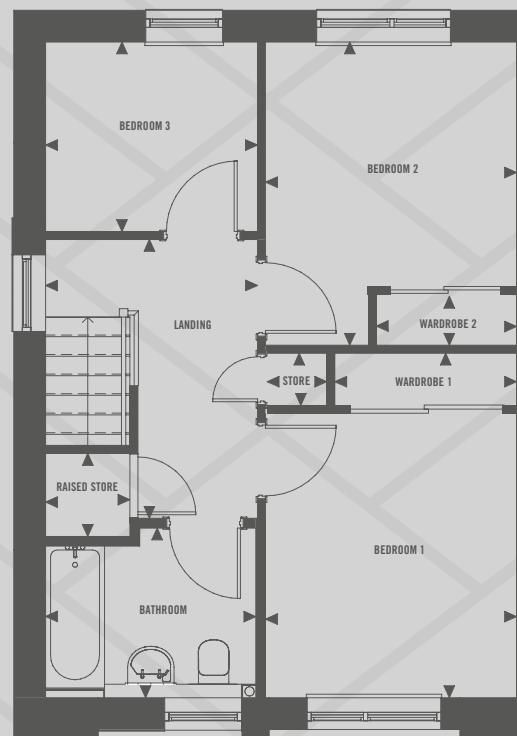 BEDROOM 3
BEDROOM 2
LANDING
WARDROBE 2
STORE
WARDROBE 1
RAISED STORE
BEDROOM 1
BATHROOM